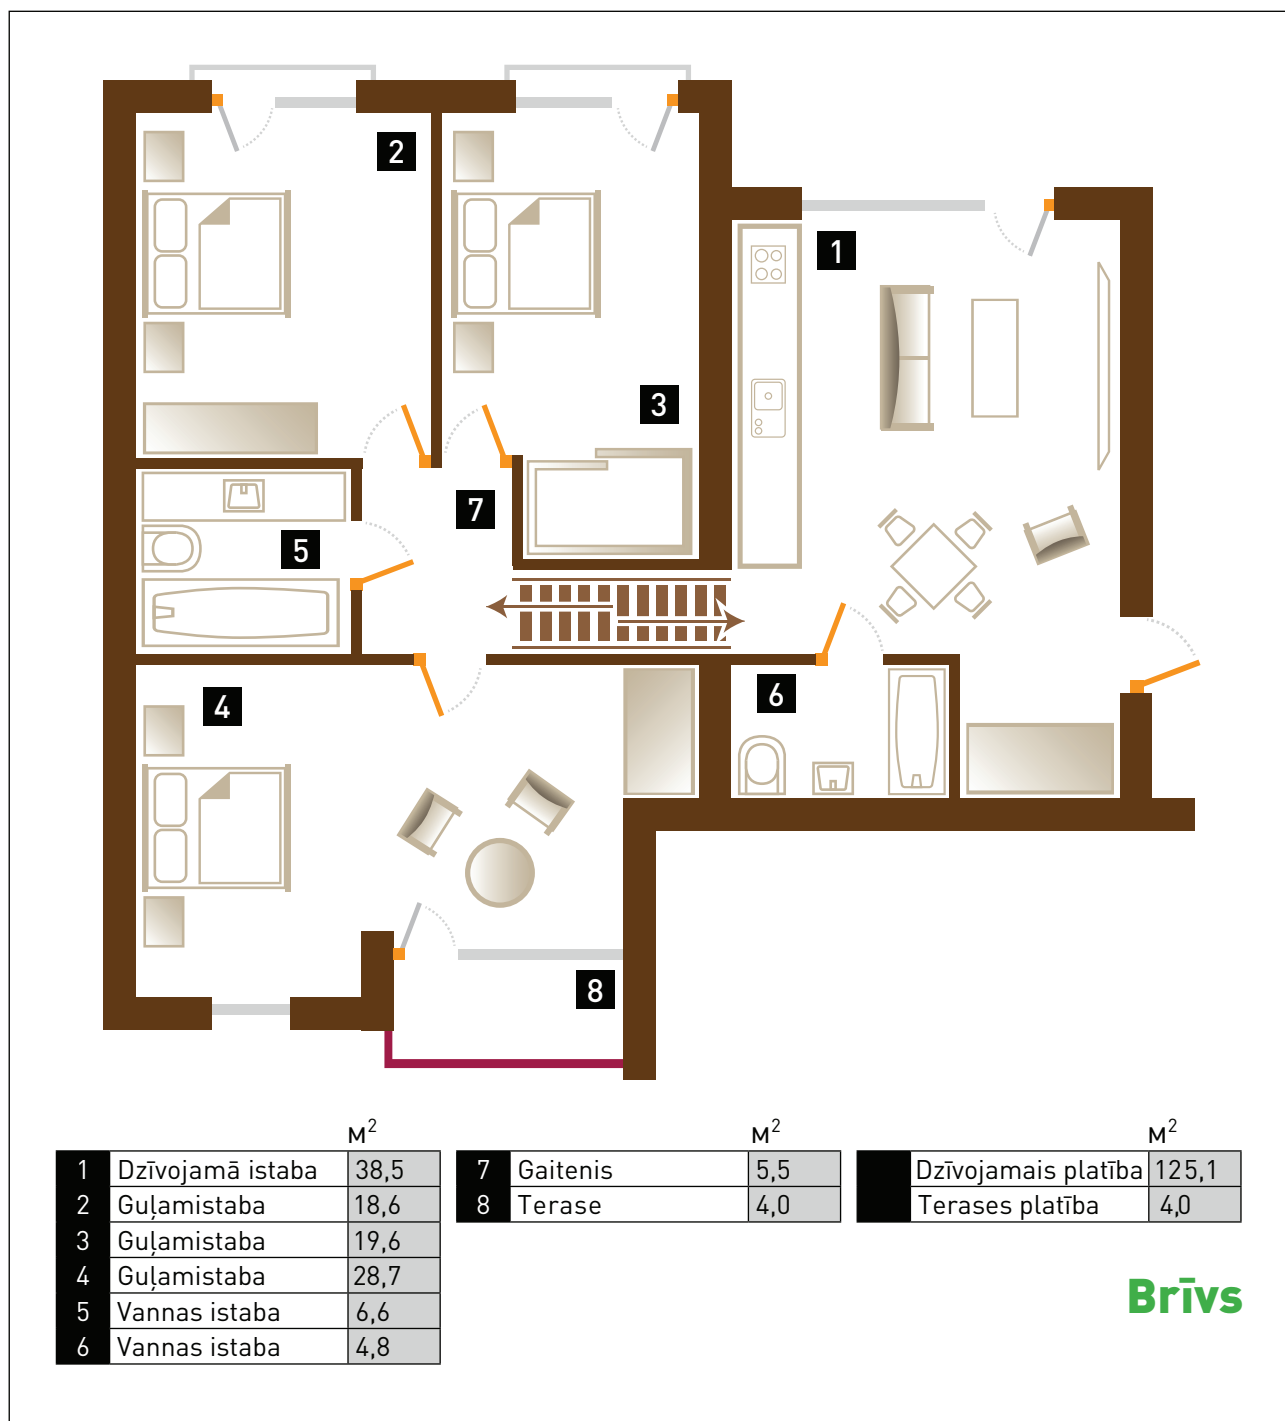 2
3
1
7
5
4
6
8
M²
1 Dzīvojamā istaba 38,5
2 Guļamistaba 18,6
3 Guļamistaba 19,6
4 Guļamistaba 28,7
5 Vannas istaba 6,6
6 Vannas istaba 4,8
M²
7 Gaitenis 5,5
8 Terase 4,0
M²
Dzīvojamais platība 125,1
Terases platība 4,0
Brīvs